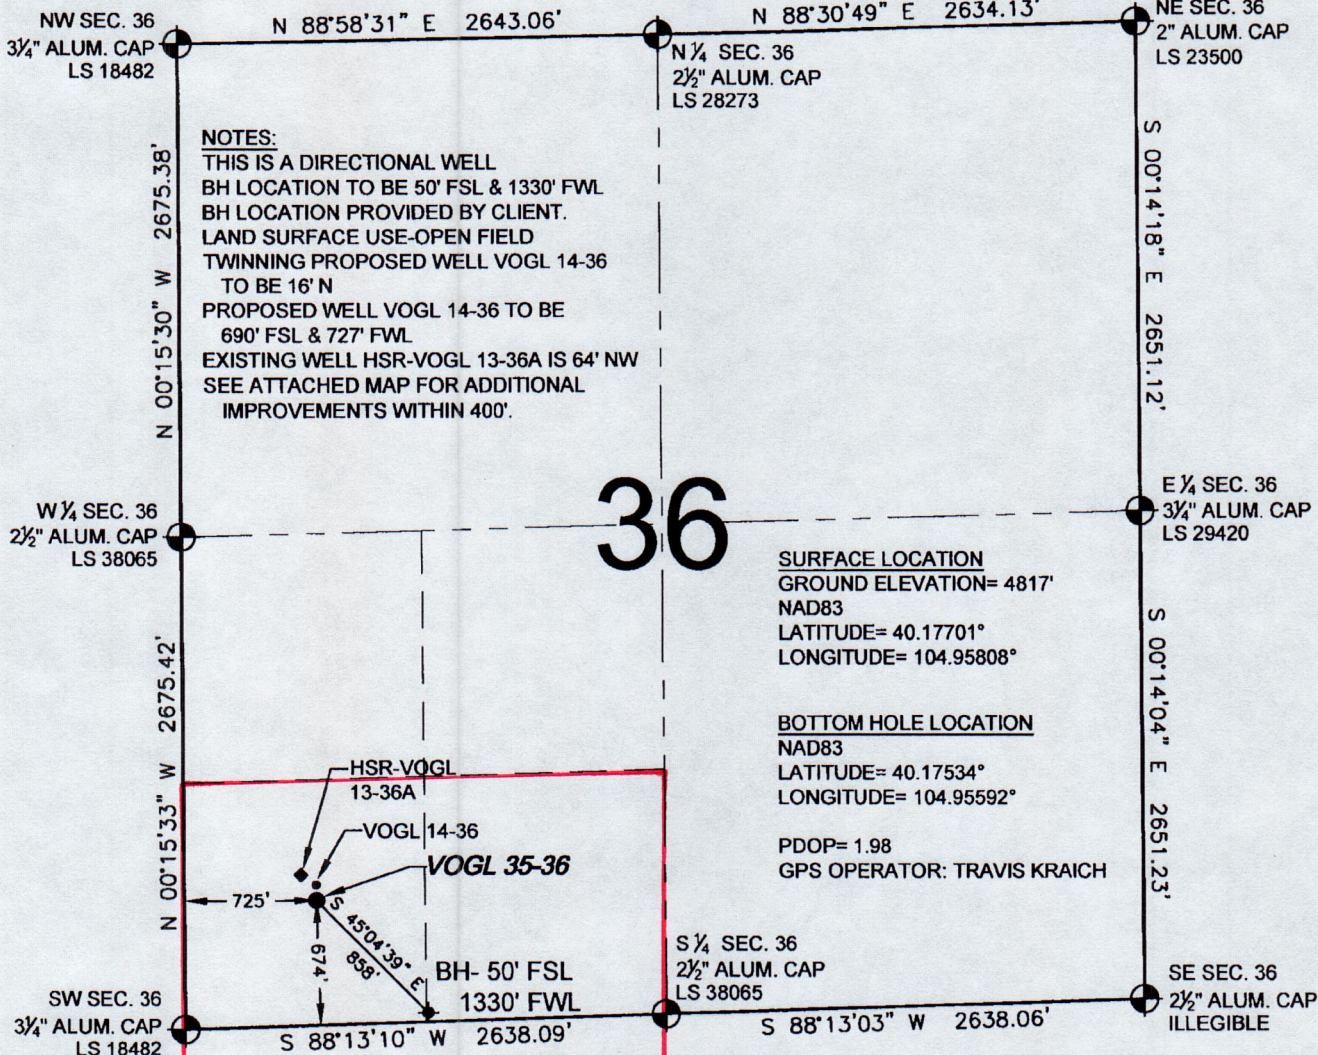 NW SEC. 36
3¼" ALUM. CAP
LS 18482
N 88°58'31" E 2643.06'
N 88°30'49" E 2634.13'
NE SEC. 36
2" ALUM. CAP
LS 23500
N ¼ SEC. 36
2½" ALUM. CAP
LS 28273
N 00°15'30" W 2675.38'
NOTES:
THIS IS A DIRECTIONAL WELL
BH LOCATION TO BE 50' FSL & 1330' FWL
BH LOCATION PROVIDED BY CLIENT.
LAND SURFACE USE-OPEN FIELD
TWINNING PROPOSED WELL VOGL 14-36
TO BE 16' N
PROPOSED WELL VOGL 14-36 TO BE
690' FSL & 727' FWL
EXISTING WELL HSR-VOGL 13-36A IS 64' NW
SEE ATTACHED MAP FOR ADDITIONAL
IMPROVEMENTS WITHIN 400'.
S 00°14'18" E 2651.12'
36
W ¼ SEC. 36
2½" ALUM. CAP
LS 38065
E ¼ SEC. 36
3¼" ALUM. CAP
LS 29420
SURFACE LOCATION
GROUND ELEVATION= 4817'
NAD83
LATITUDE= 40.17701°
LONGITUDE= 104.95808°
BOTTOM HOLE LOCATION
NAD83
LATITUDE= 40.17534°
LONGITUDE= 104.95592°
PDOP= 1.98
GPS OPERATOR: TRAVIS KRAICH
N 00°15'33" W 2675.42'
S 00°14'04" E 2651.23'
HSR-VOGL
13-36A
VOGL 14-36
VOGL 35-36
725'
674'
S 45°04'39" E
858'
BH- 50' FSL
1330' FWL
S ¼ SEC. 36
2½" ALUM. CAP
LS 38065
SW SEC. 36
3¼" ALUM. CAP
LS 18482
S 88°13'10" W 2638.09'
S 88°13'03" W 2638.06'
SE SEC. 36
2½" ALUM. CAP
ILLEGIBLE